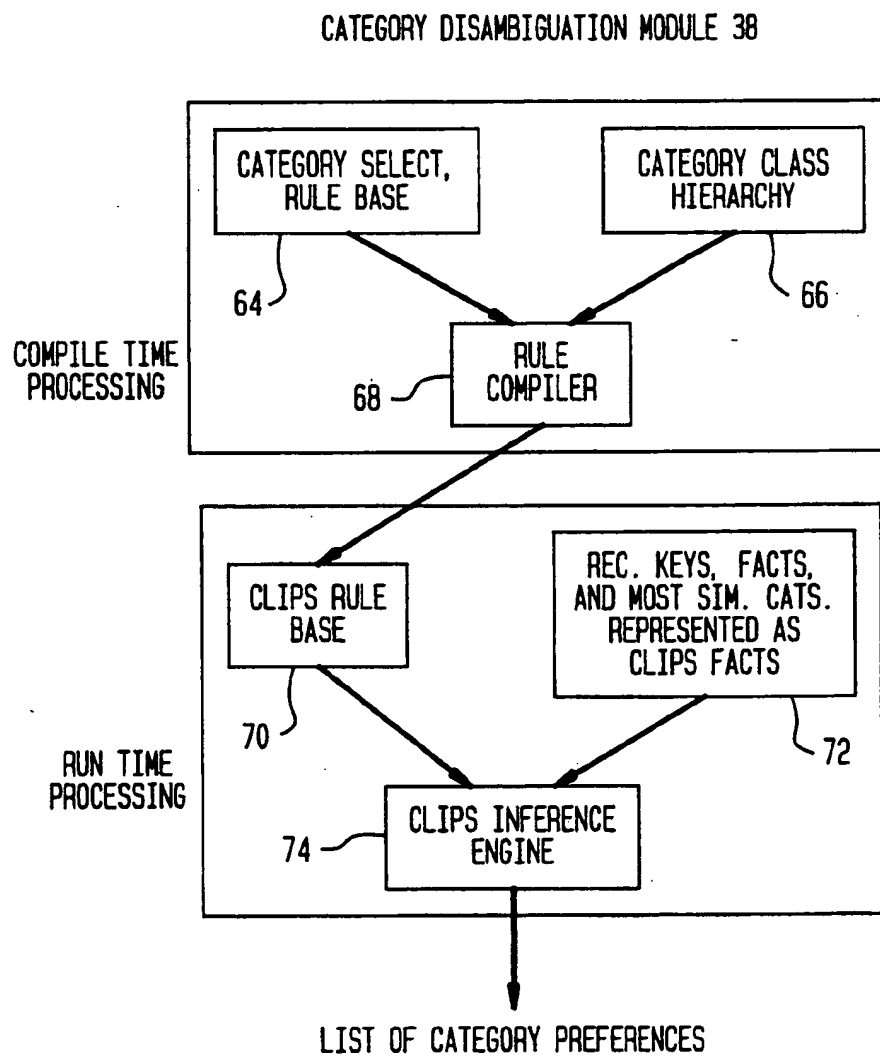 CATEGORY DISAMBIGUATION MODULE 38
CATEGORY SELECT,
RULE BASE
CATEGORY CLASS
HIERARCHY
64
66
COMPILE TIME
PROCESSING
RULE
COMPILER
68
CLIPS RULE
BASE
REC. KEYS, FACTS,
AND MOST SIM. CATS.
REPRESENTED AS
CLIPS FACTS
70
72
RUN TIME
PROCESSING
CLIPS INFERENCE
ENGINE
74
LIST OF CATEGORY PREFERENCES